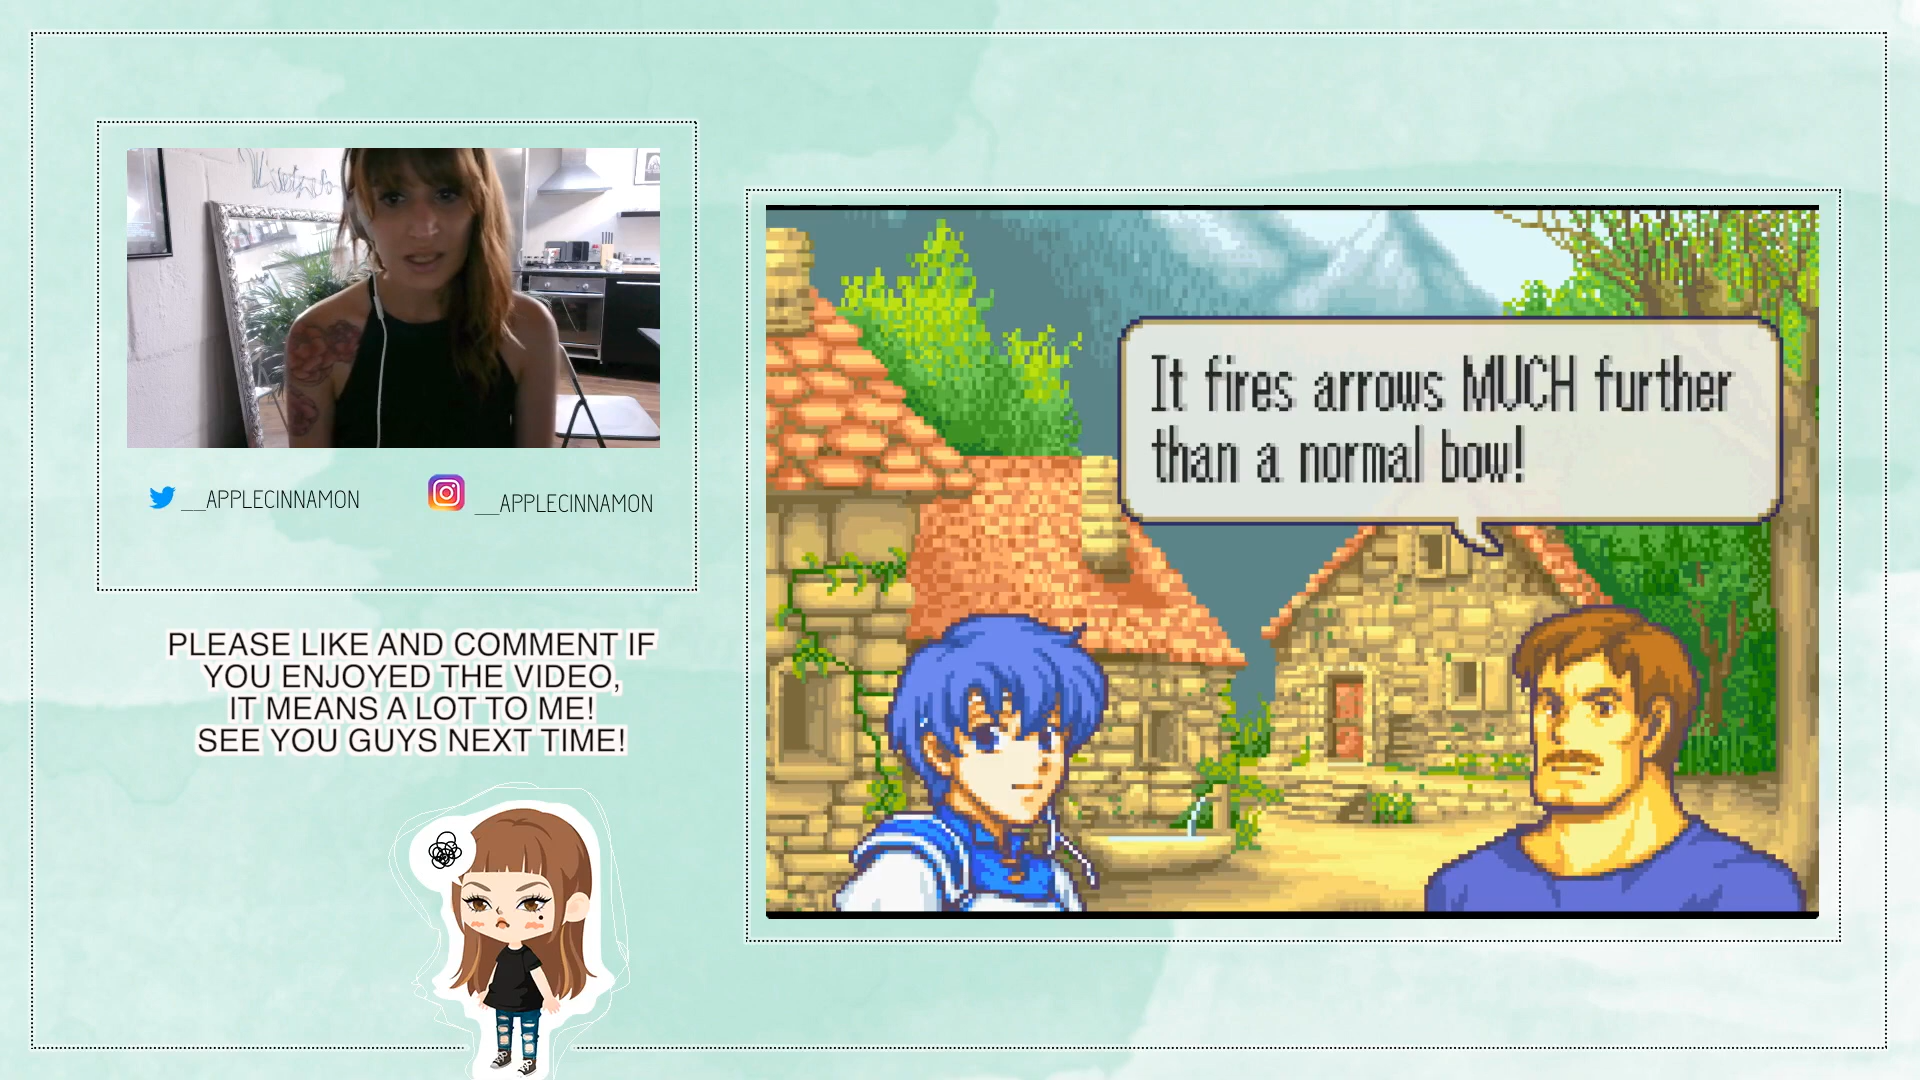 __APPLECINNAMON
__APPLECINNAMON
PLEASE LIKE AND COMMENT IF
YOU ENJOYED THE VIDEO,
IT MEANS A LOT TO ME!
SEE YOU GUYS NEXT TIME!
It fires arrows MUCH further
than a normal bow!